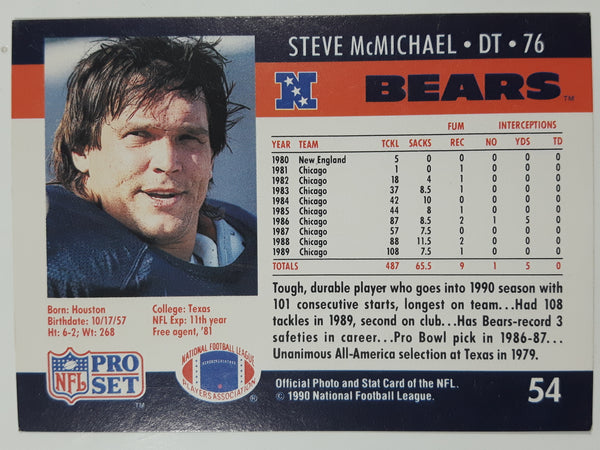 STEVE McMICHAEL • DT • 76
N
BEARS™
FUM INTERCEPTIONS
YEAR TEAM TCKL SACKS REC NO YDS TD
1980 New England 5 0 0 0 0 0
1981 Chicago 1 0 1 0 0 0
1982 Chicago 18 4 1 0 0 0
1983 Chicago 37 8.5 1 0 0 0
1984 Chicago 42 10 0 0 0 0
1985 Chicago 44 8 1 0 0 0
1986 Chicago 87 8.5 2 1 5 0
1987 Chicago 57 7.5 0 0 0 0
1988 Chicago 88 11.5 0 0 0 0
1989 Chicago 108 7.5 1 0 0 0
TOTALS 487 65.5 9 1 5 0
Born: Houston
Birthdate: 10/17/57
Ht: 6-2; Wt: 268
College: Texas
NFL Exp: 11th year
Free agent, '81
Tough, durable player who goes into 1990 season with
101 consecutive starts, longest on team...Had 108
tackles in 1989, second on club...Has Bears-record 3
safeties in career...Pro Bowl pick in 1986-87...
Unanimous All-America selection at Texas in 1979.
NFL PRO SET™
NATIONAL FOOTBALL LEAGUE
PLAYERS ASSOCIATION ®
Official Photo and Stat Card of the NFL.
© 1990 National Football League.
54